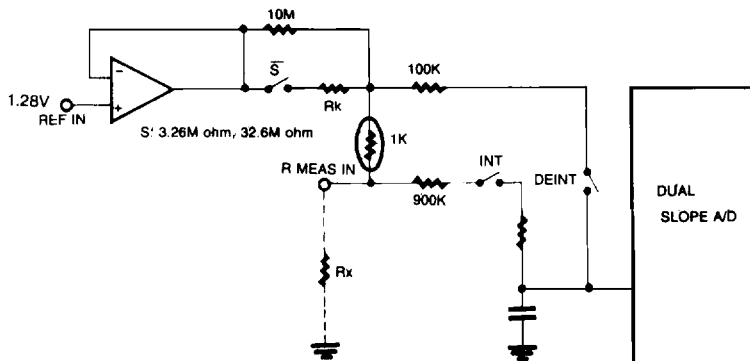 10M
−
+
S̅
Rk
100K
1.28V
REF IN
S' 3.26M ohm, 32.6M ohm
1K
R MEAS IN
INT
900K
DEINT
DUAL
SLOPE A/D
Rx